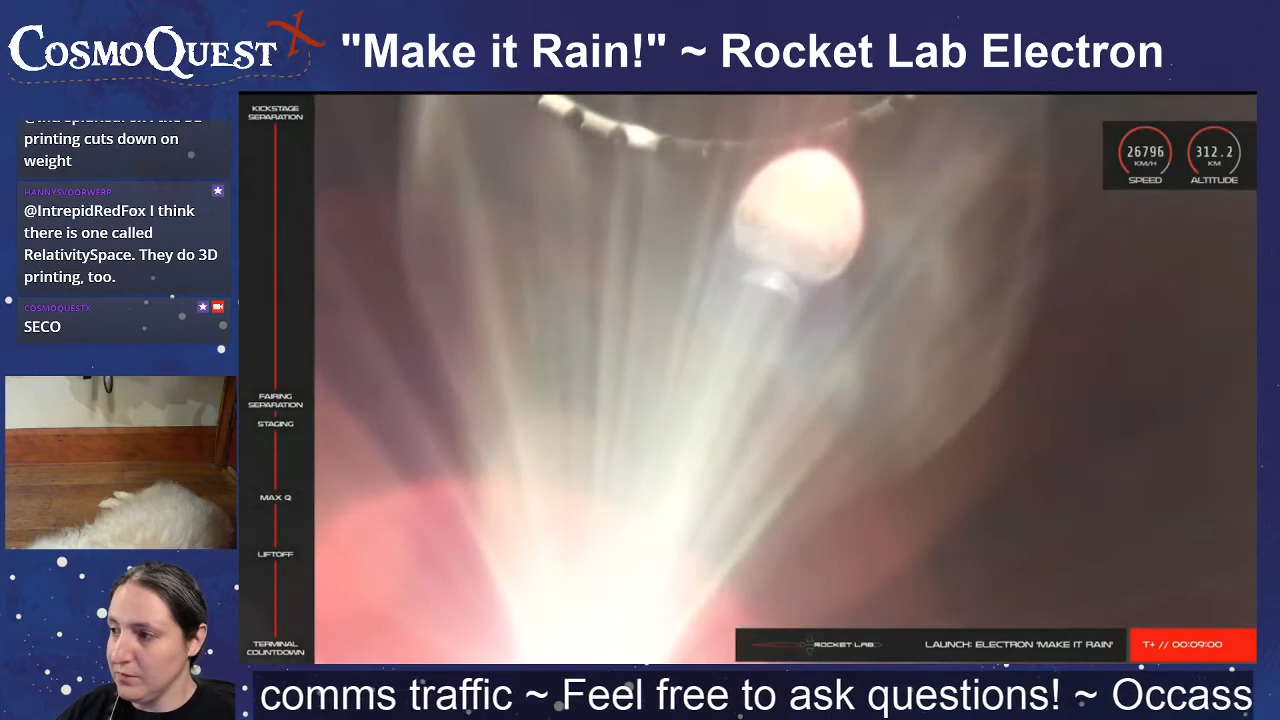 COSMOQUEST X
"Make it Rain!" ~ Rocket Lab Electron
printing cuts down on
weight
HANNYSVOORWERP
@IntrepidRedFox I think
there is one called
RelativitySpace. They do 3D
printing, too.
COSMOQUESTX
SECO
KICKSTAGE
SEPARATION
FAIRING
SEPARATION
STAGING
MAX Q
LIFTOFF
TERMINAL
COUNTDOWN
26796
KM/H
SPEED
312.2
KM
ALTITUDE
ROCKET LAB
LAUNCH: ELECTRON 'MAKE IT RAIN'
T+ // 00:09:00
comms traffic ~ Feel free to ask questions! ~ Occass